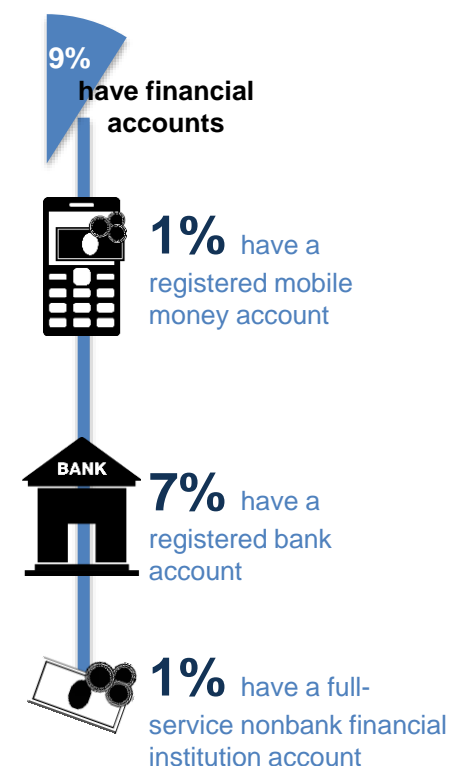 9%
have financial
accounts
1% have a
registered mobile
money account
BANK
7% have a
registered bank
account
1% have a full-
service nonbank financial
institution account